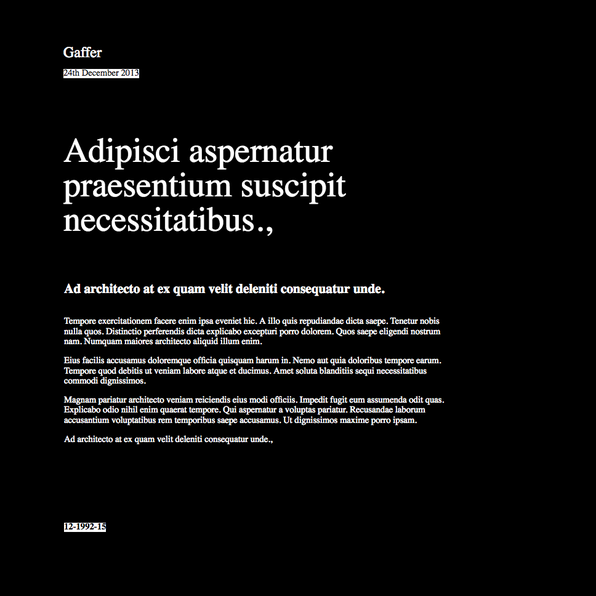 Gaffer
24th December 2013
Adipisci aspernatur
praesentium suscipit
necessitatibus.,
Ad architecto at ex quam velit deleniti consequatur unde.
Tempore exercitationem facere enim ipsa eveniet hic. A illo quis repudiandae dicta saepe. Tenetur nobis
nulla quos. Distinctio perferendis dicta explicabo excepturi porro dolorem. Quos saepe eligendi nostrum
nam. Numquam maiores architecto aliquid illum enim.
Eius facilis accusamus doloremque officia quisquam harum in. Nemo aut quia doloribus tempore earum.
Tempore quod debitis ut veniam labore atque et ducimus. Amet soluta blanditiis sequi necessitatibus
commodi dignissimos.
Magnam pariatur architecto veniam reiciendis eius modi officiis. Impedit fugit eum assumenda odit quas.
Explicabo odio nihil enim quaerat tempore. Qui aspernatur a voluptas pariatur. Recusandae laborum
accusantium voluptatibus rem temporibus saepe accusamus. Ut dignissimos maxime porro ipsam.
Ad architecto at ex quam velit deleniti consequatur unde.,
12-1992-15